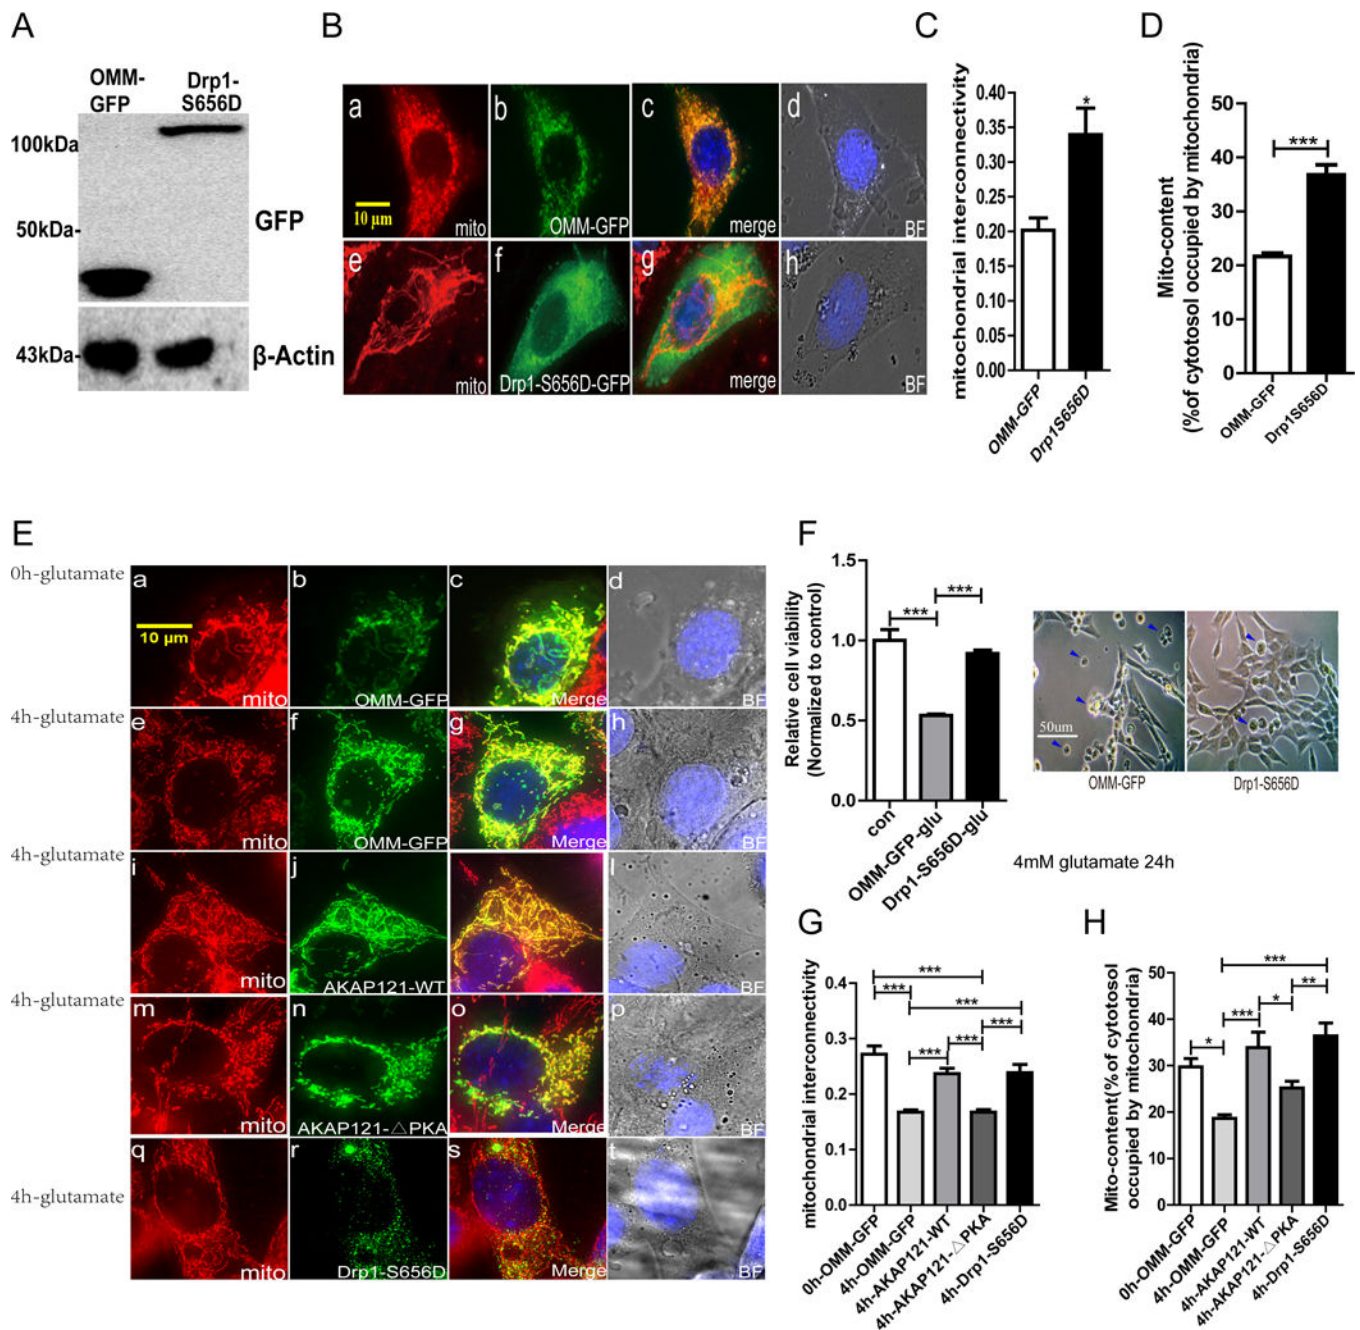 A
OMM-
GFP
Drp1-
S656D
100kDa
50kDa-
GFP
43kDa-
β-Actin
B
a
b
c
d
10 μm
mito
OMM-GFP
merge
BF
e
f
g
h
mito
Drp1-S656D-GFP
merge
BF
C
mitochondrial interconnectivity
0.40
0.35
0.30
0.25
0.20
0.15
0.10
0.05
0.00
*
OMM-GFP
Drp1S656D
D
Mito-content
(%of cytotosol occupied by mitochondria)
50
40
30
20
10
0
***
OMM-GFP
Drp1S656D
E
0h-glutamate
a
b
c
d
10 μm
mito
OMM-GFP
Merge
BF
4h-glutamate
e
f
g
h
mito
OMM-GFP
Merge
BF
4h-glutamate
i
j
l
mito
AKAP121-WT
BF
4h-glutamate
m
n
o
p
mito
AKAP121-△PKA
Merge
BF
4h-glutamate
q
r
s
t
mito
Drp1-S656D
Merge
BF
F
Relative cell viability
(Normalized to control)
1.5
1.0
0.5
0.0
***
***
con
OMM-GFP-glu
Drp1-S656D-glu
50um
OMM-GFP
Drp1-S656D
4mM glutamate 24h
G
mitochondrial interconnectivity
0.4
0.3
0.2
0.1
0.0
***
***
***
***
***
***
0h-OMM-GFP
4h-OMM-GFP
4h-AKAP121-WT
4h-AKAP121-△PKA
4h-Drp1-S656D
H
Mito-content(% of cytotosol
occupied by mitochondria)
50
40
30
20
10
0
***
**
*
***
*
0h-OMM-GFP
4h-OMM-GFP
4h-AKAP121-WT
4h-AKAP121-△PKA
4h-Drp1-S656D